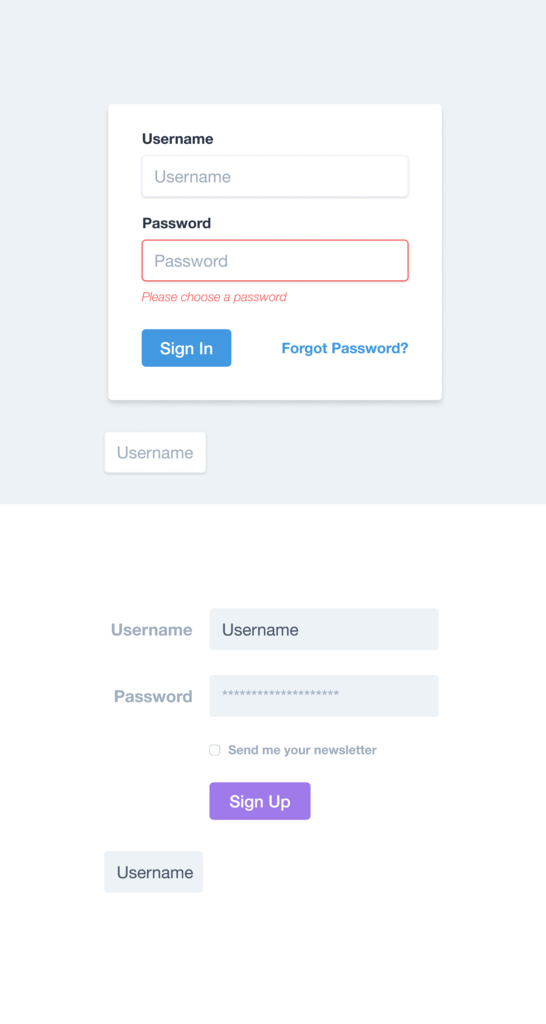 Username
Username
Password
Password
Please choose a password
Sign In
Forgot Password?
Username
Username
Username
Password
********************
Send me your newsletter
Sign Up
Username